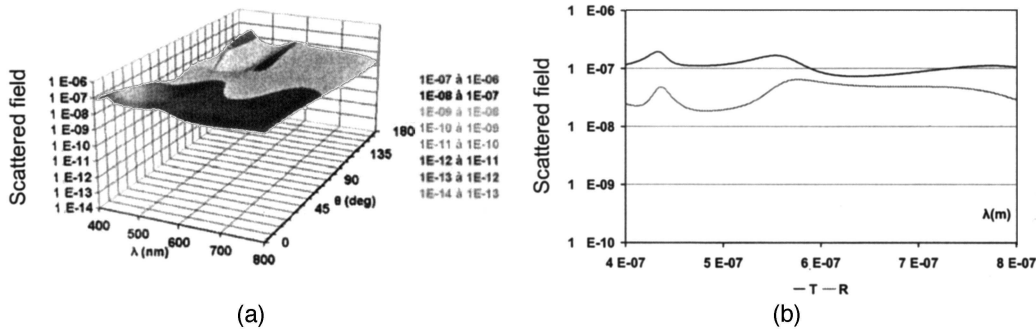 Scattered field
1 E-06
1 E-07
1 E-08
1 E-09
1 E-10
1 E-11
1 E-12
1 E-13
1 E-14
400
500
600
700
800
λ (nm)
0
45
90
135
180
θ (deg)
1E-07 à 1E-06
1E-08 à 1E-07
1E-09 à 1E-08
1E-10 à 1E-09
1E-11 à 1E-10
1E-12 à 1E-11
1E-13 à 1E-12
1E-14 à 1E-13
(a)
Scattered field
1 E-06
1 E-07
1 E-08
1 E-09
1 E-10
4 E-07
5 E-07
6 E-07
7 E-07
8 E-07
λ(m)
T R
(b)